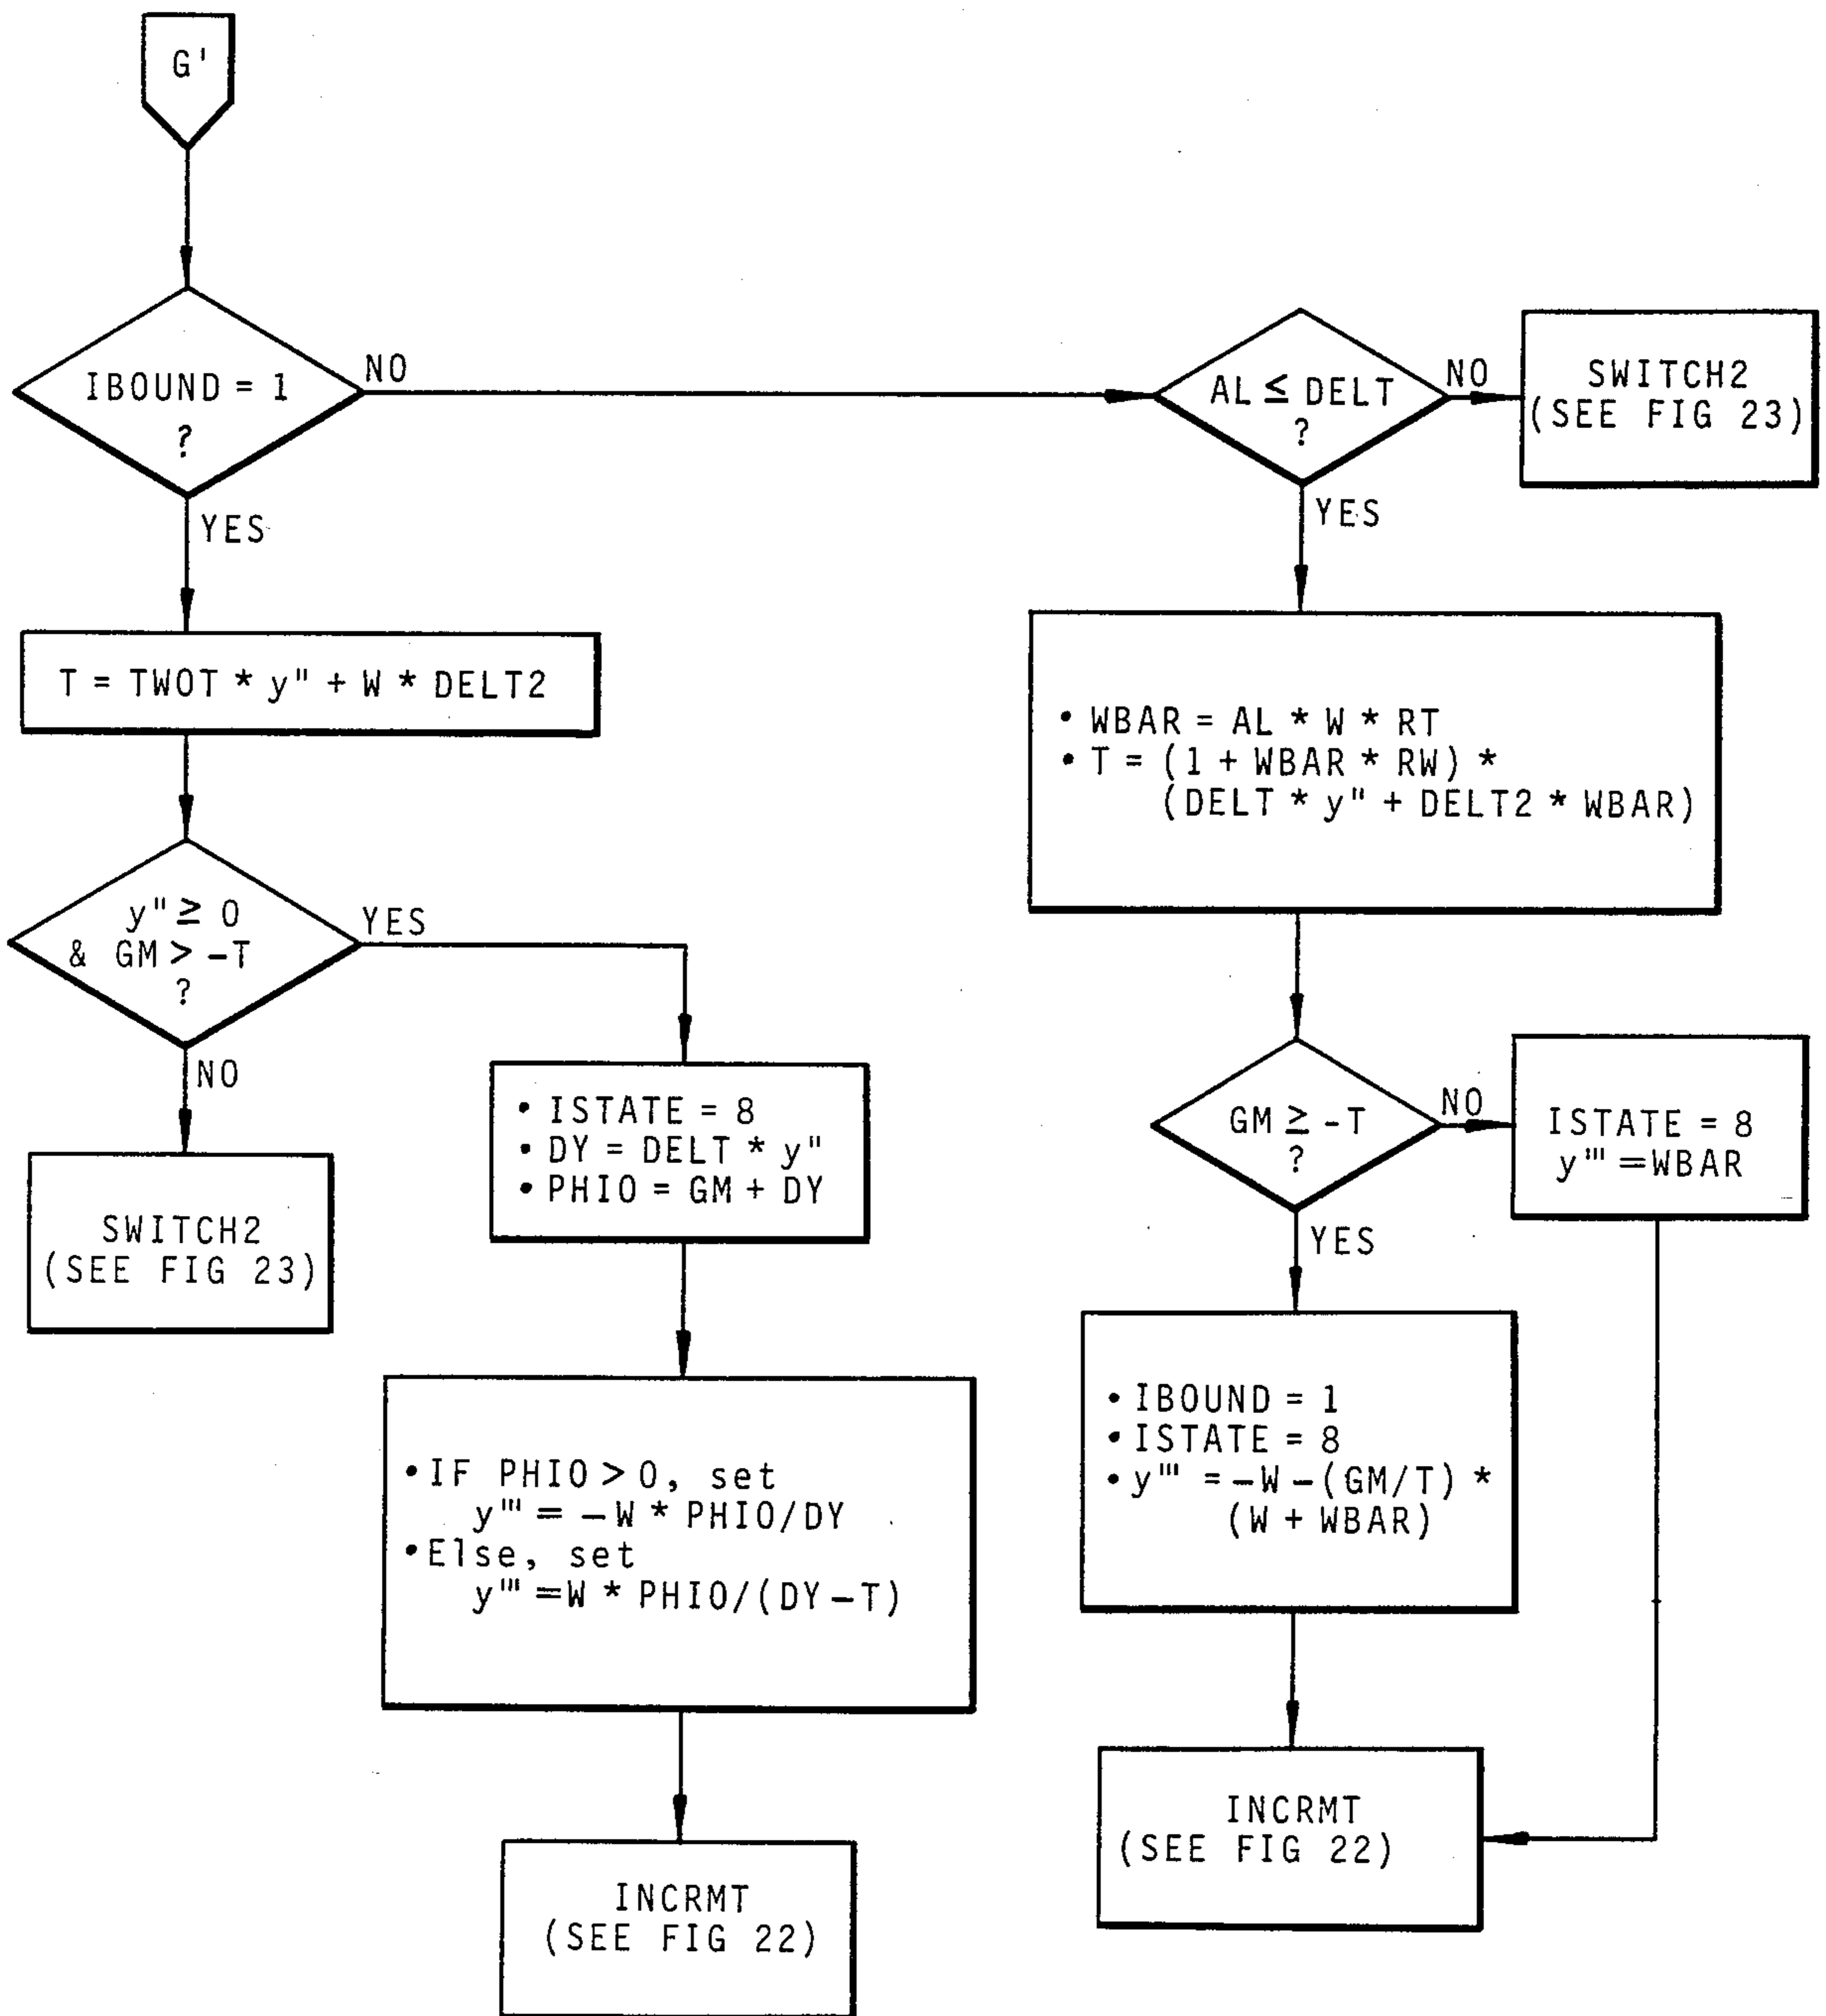 G'
IBOUND = 1
?
NO
YES
AL ≤ DELT
?
NO
YES
SWITCH2
(SEE FIG 23)
T = TWOT * y" + W * DELT2
• WBAR = AL * W * RT
• T = (1 + WBAR * RW) *
(DELT * y" + DELT2 * WBAR)
y" ≥ 0
& GM > -T
?
YES
NO
SWITCH2
(SEE FIG 23)
• ISTATE = 8
• DY = DELT * y"
• PHIO = GM + DY
GM ≥ -T
?
NO
YES
ISTATE = 8
y''' = WBAR
• IF PHIO > 0, set
y''' = -W * PHIO/DY
• Else, set
y''' = W * PHIO/(DY-T)
• IBOUND = 1
• ISTATE = 8
• y''' = -W - (GM/T) *
(W + WBAR)
INCRMT
(SEE FIG 22)
INCRMT
(SEE FIG 22)